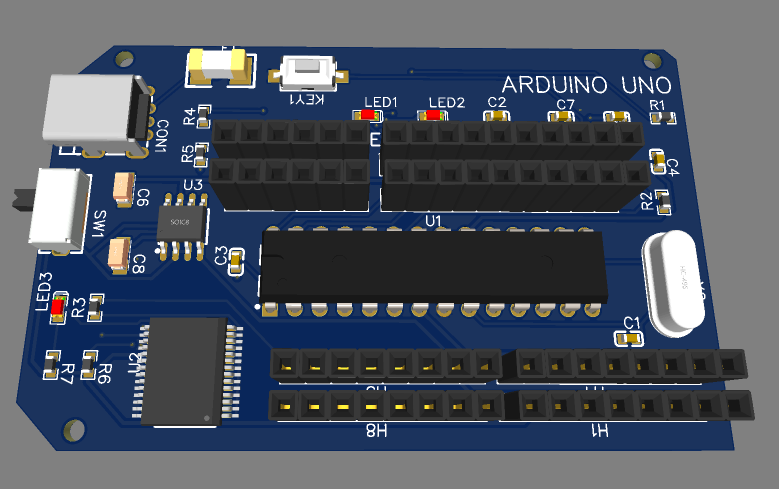 KEY1
ARDUINO UNO
LED1
LED2
C2
C7
R1
R4
CON1
R5
C4
U3
C6
R2
SOIC8
U1
SW1
C3
C8
LED3
R3
C1
U2
R7
R6
H8
H1